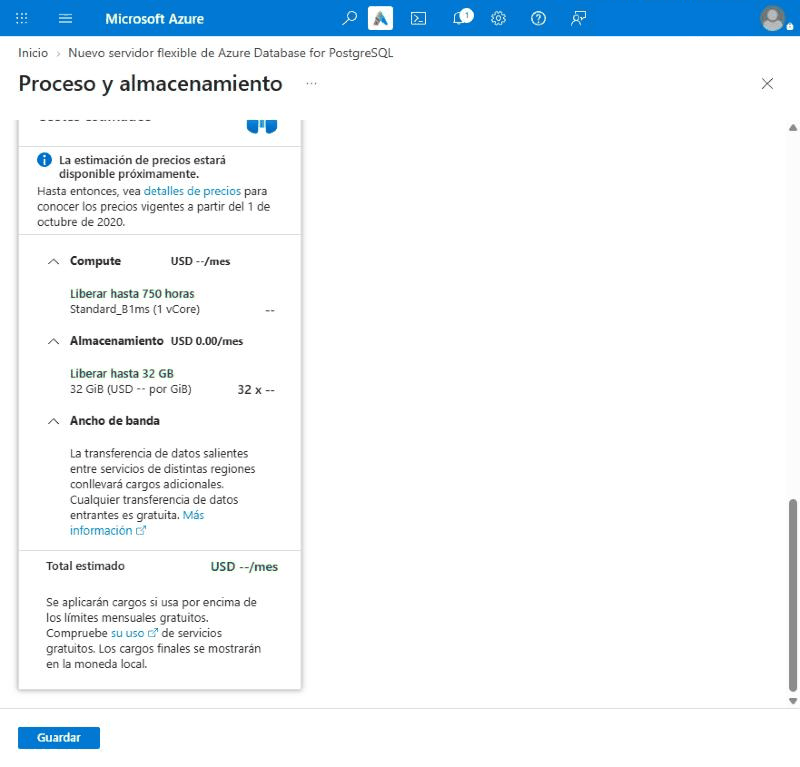 Microsoft Azure
1
Inicio > Nuevo servidor flexible de Azure Database for PostgreSQL
Proceso y almacenamiento ...
La estimación de precios estará
disponible próximamente.
Hasta entonces, vea detalles de precios para
conocer los precios vigentes a partir del 1 de
octubre de 2020.
Compute USD --/mes
Liberar hasta 750 horas
Standard_B1ms (1 vCore) --
Almacenamiento USD 0.00/mes
Liberar hasta 32 GB
32 GiB (USD -- por GiB) 32 x --
Ancho de banda
La transferencia de datos salientes
entre servicios de distintas regiones
conllevará cargos adicionales.
Cualquier transferencia de datos
entrantes es gratuita. Más
información
Total estimado USD --/mes
Se aplicarán cargos si usa por encima de
los límites mensuales gratuitos.
Compruebe su uso de servicios
gratuitos. Los cargos finales se mostrarán
en la moneda local.
Guardar